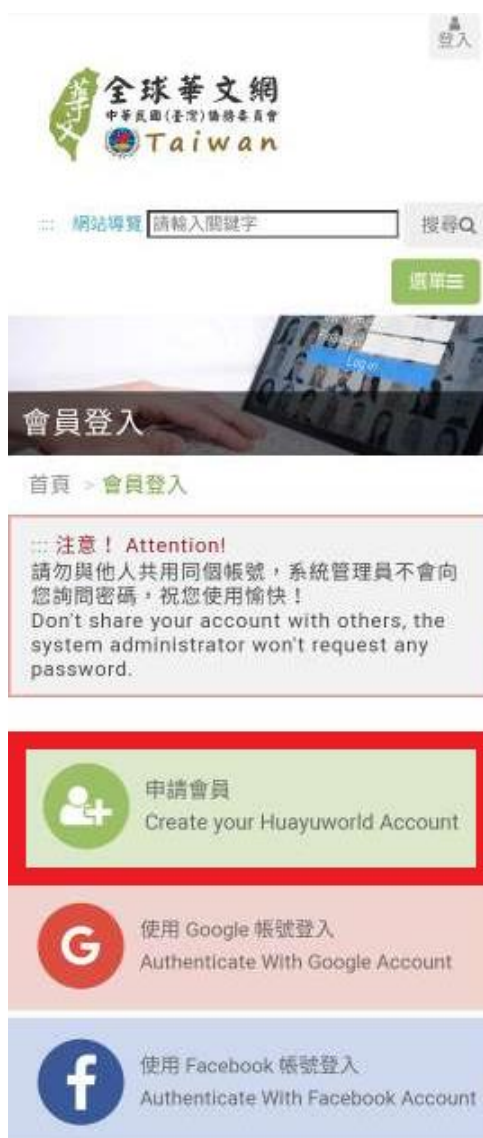 登入
華文
全球華文網
中華民國(臺灣)僑務委員會
Taiwan
::: 網站導覽 請輸入關鍵字 搜尋
選單
Log in
會員登入
首頁 > 會員登入
::: 注意！ Attention!
請勿與他人共用同個帳號，系統管理員不會向
您詢問密碼，祝您使用愉快！
Don't share your account with others, the
system administrator won't request any
password.
申請會員
Create your Huayuworld Account
使用 Google 帳號登入
Authenticate With Google Account
使用 Facebook 帳號登入
Authenticate With Facebook Account